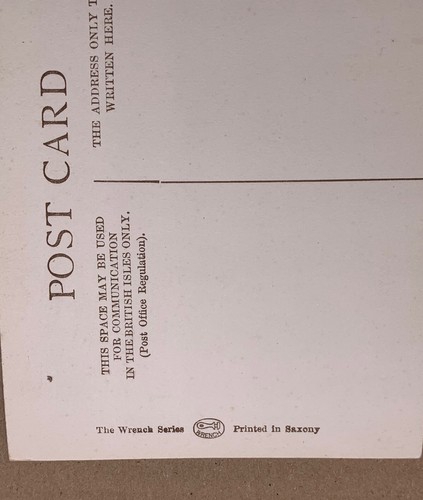 POST CARD
THIS SPACE MAY BE USED
FOR COMMUNICATION
IN THE BRITISH ISLES ONLY.
(Post Office Regulation).
THE ADDRESS ONLY T
WRITTEN HERE.
The Wrench Series
WRENCH
Printed in Saxony